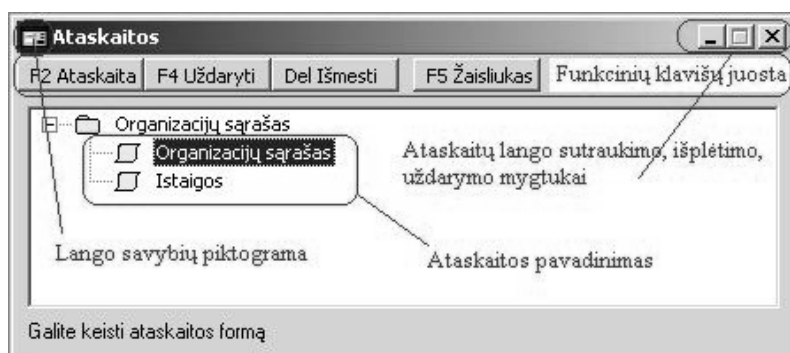 Ataskaitos
F2 Ataskaita F4 Uždaryti Del Išmesti F5 Žaisliukas Funkcinių klavišų juosta
Organizacijų sąrašas
Organizacijų sąrašas
Istaigos
Ataskaitų lango sutraukimo, išplėtimo,
uždarymo mygtukai
Lango savybių piktograma
Ataskaitos pavadinimas
Galite keisti ataskaitos formą